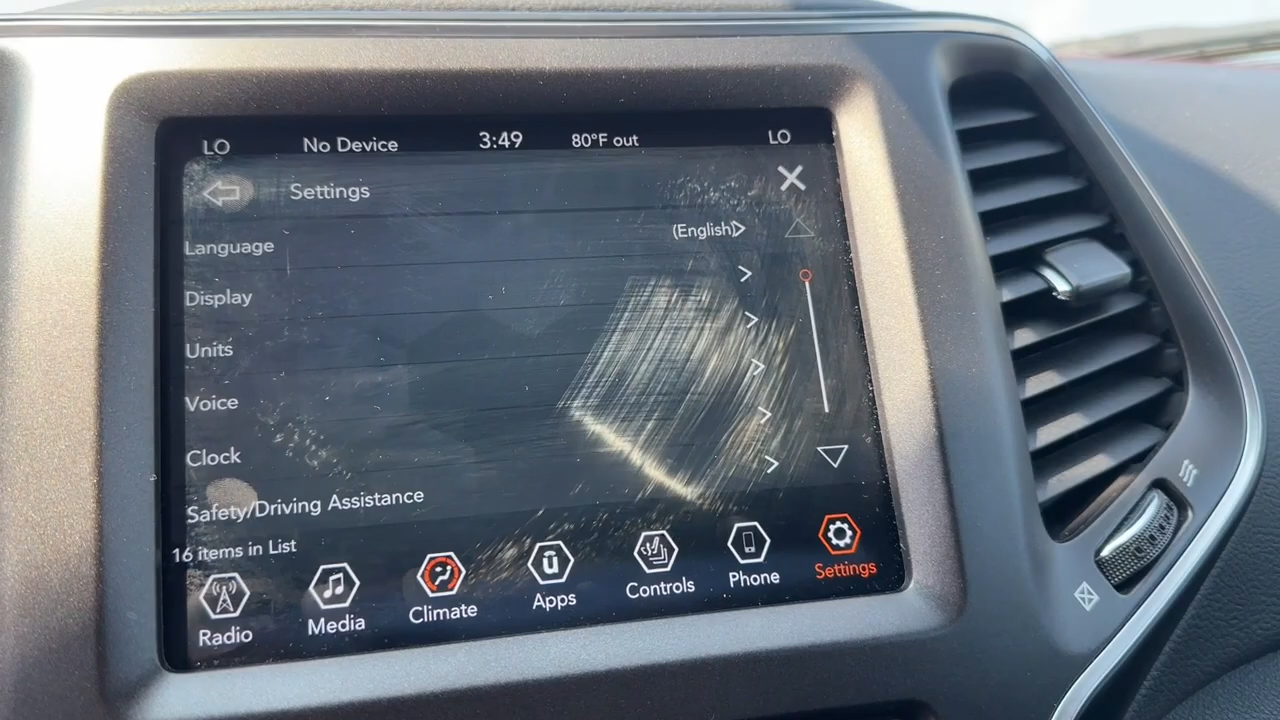 LO No Device 3:49 80°F out LO
Settings
Language (English)
Display
Units
Voice
Clock
Safety/Driving Assistance
16 items in List
Radio Media Climate Apps Controls Phone Settings